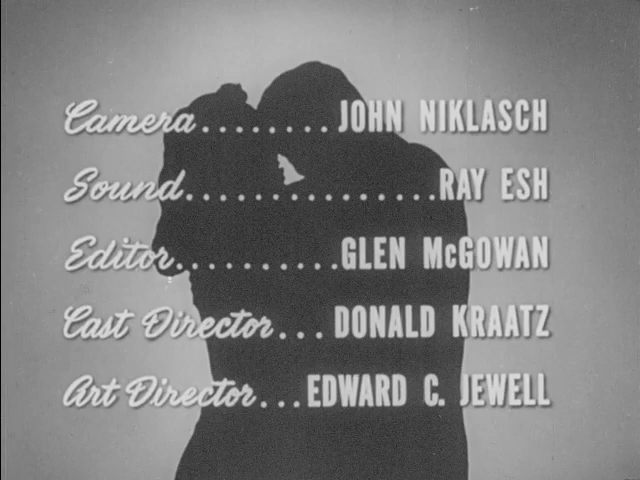 Camera........JOHN NIKLASCH
Sound...............RAY ESH
Editor..........GLEN McGOWAN
Cast Director...DONALD KRAATZ
Art Director...EDWARD C. JEWELL